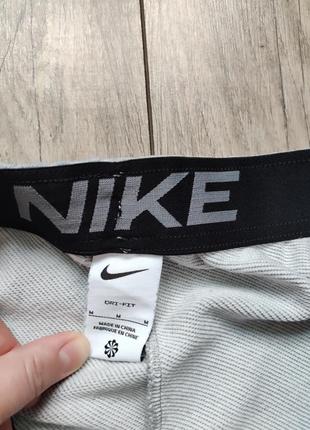 NIKE
DRI-FIT
M M M
MADE IN CHINA
FABRIQUÉ EN CHINE